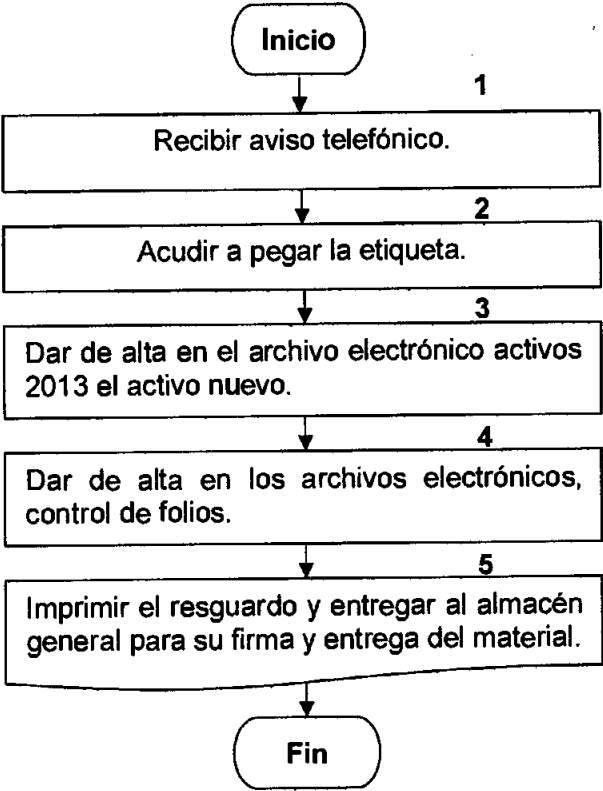 Inicio
1
Recibir aviso telefónico.
2
Acudir a pegar la etiqueta.
3
Dar de alta en el archivo electrónico activos
2013 el activo nuevo.
4
Dar de alta en los archivos electrónicos,
control de folios.
5
Imprimir el resguardo y entregar al almacén
general para su firma y entrega del material.
Fin